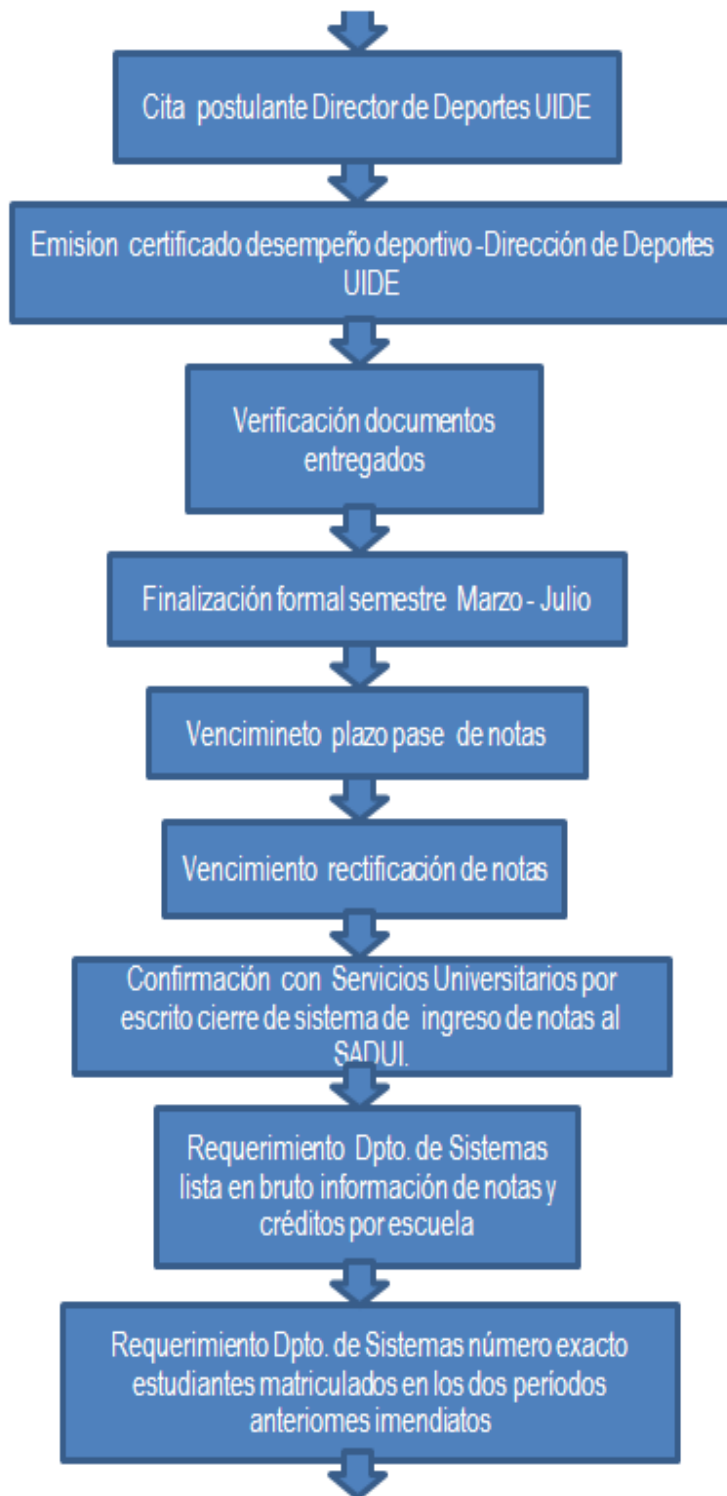 Cita postulante Director de Deportes UIDE
Emisíon certificado desempeño deportivo -Dirección de Deportes
UIDE
Verificación documentos
entregados
Finalización formal semestre Marzo - Julio
Vencimineto plazo pase de notas
Vencimiento rectificación de notas
Confirmación con Servicios Universitarios por
escrito cierre de sistema de ingreso de notas al
SADUI.
Requerimiento Dpto. de Sistemas
lista en bruto información de notas y
créditos por escuela
Requerimiento Dpto. de Sistemas número exacto
estudiantes matriculados en los dos períodos
anteriomes imendiatos